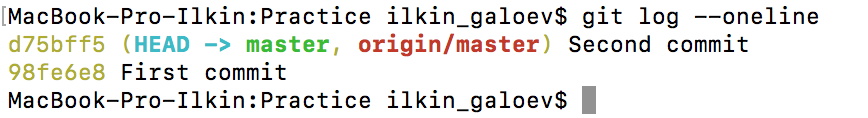 [MacBook-Pro-Ilkin:Practice ilkin_galoev$ git log --oneline
d75bff5 (HEAD -> master, origin/master) Second commit
98fe6e8 First commit
MacBook-Pro-Ilkin:Practice ilkin_galoev$